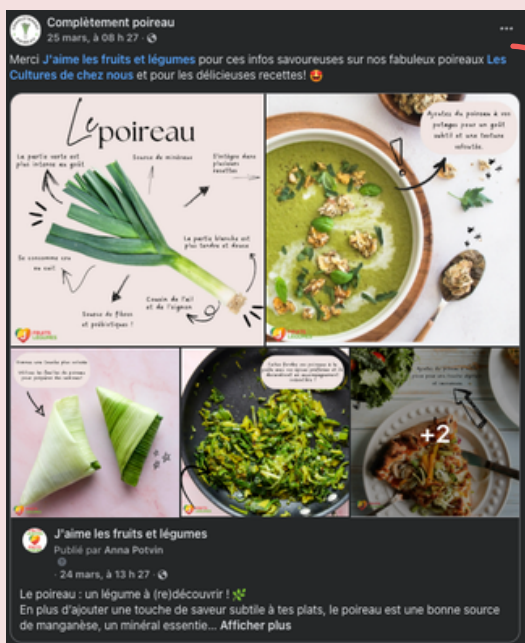 Complètement poireau
25 mars, à 08 h 27 ·
Merci J'aime les fruits et légumes pour ces infos savoureuses sur nos fabuleux poireaux Les
Cultures de chez nous et pour les délicieuses recettes!
Le poireau
La partie verte est
plus intense au goût
Source de minéraux
S'intègre dans
plusieurs
recettes
La partie blanche est
plus tendre et douce
Se consomme cru
ou cuit
Source de fibres
et prébiotiques !
Cousin de l'ail
et de l'oignon
FRUITS
LÉGUMES
Ajoutez du poireau à vos
potages pour un goût
subtil et une texture
veloutée.
+2
J'aime les fruits et légumes
Publié par Anna Potvin
· 24 mars, à 13 h 27 ·
Le poireau : un légume à (re)découvrir !
En plus d'ajouter une touche de saveur subtile à tes plats, le poireau est une bonne source
de manganèse, un minéral essentie... Afficher plus